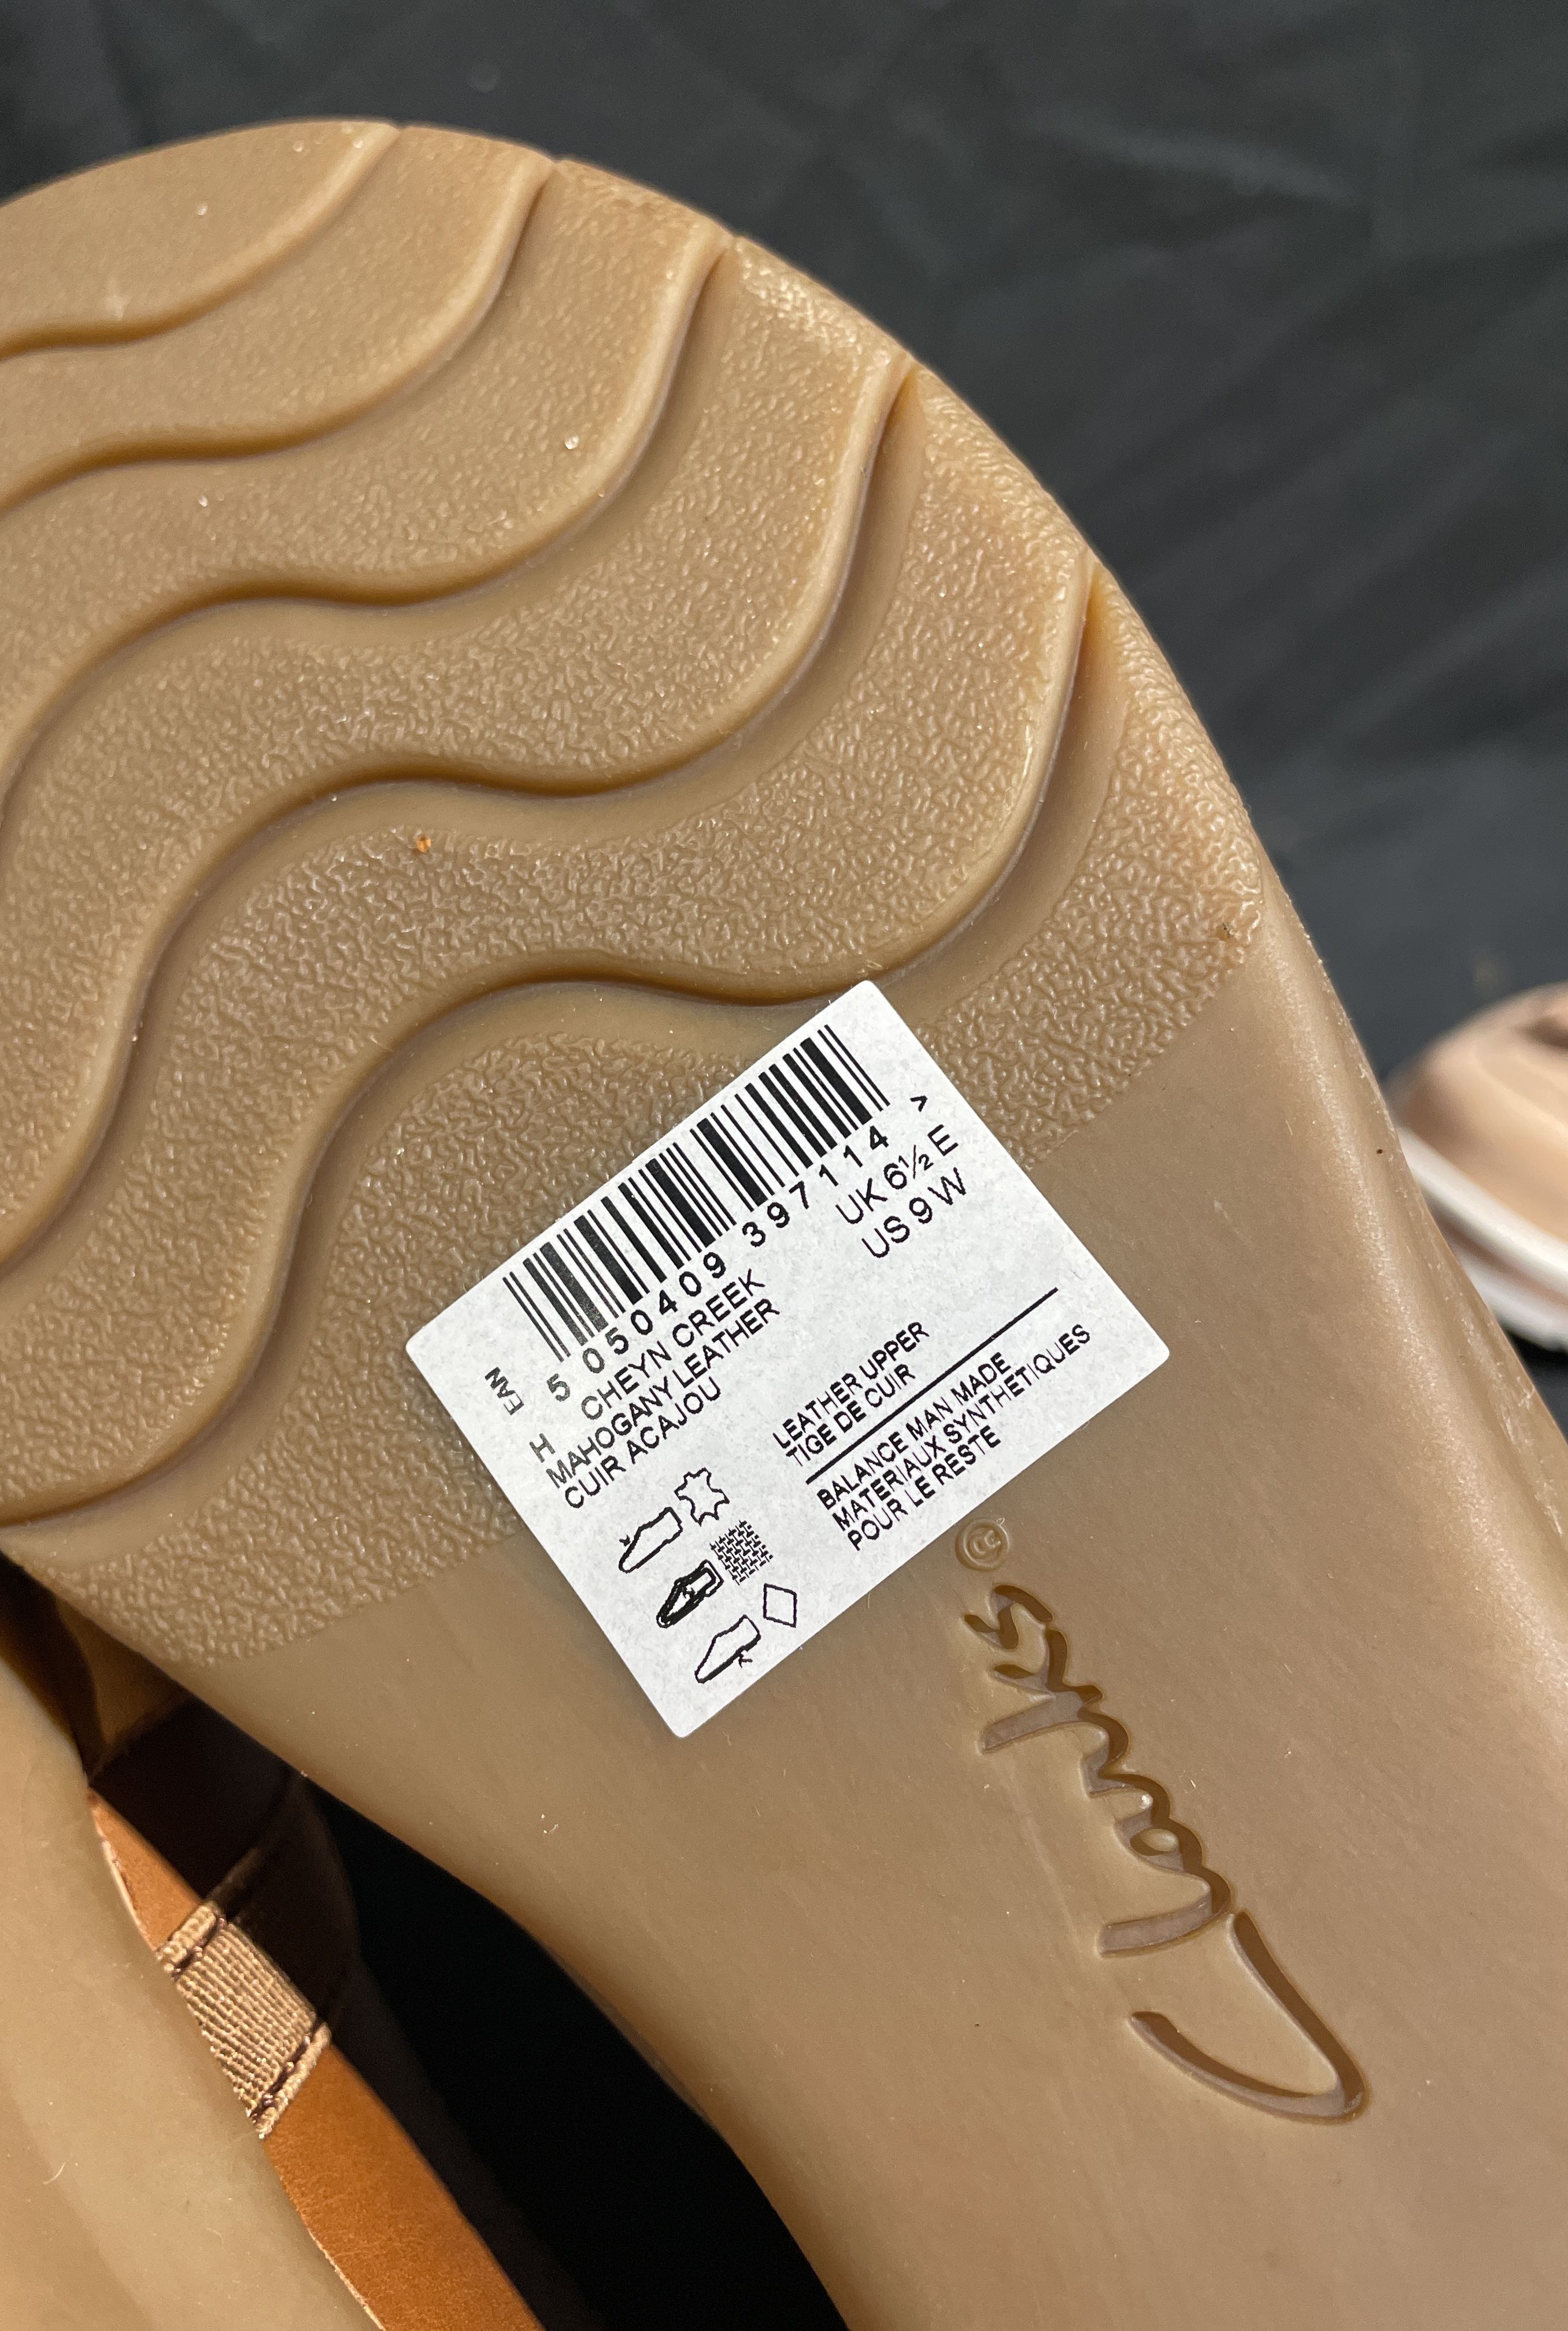 EAN
5 050409 397114 >
H CHEYN CREEK
MAHOGANY LEATHER
CUIR ACAJOU
UK 6½ E
US 9 W
LEATHER UPPER
TIGE DE CUIR
BALANCE MAN MADE
MATERIAUX SYNTHETIQUES
POUR LE RESTE
Clarks